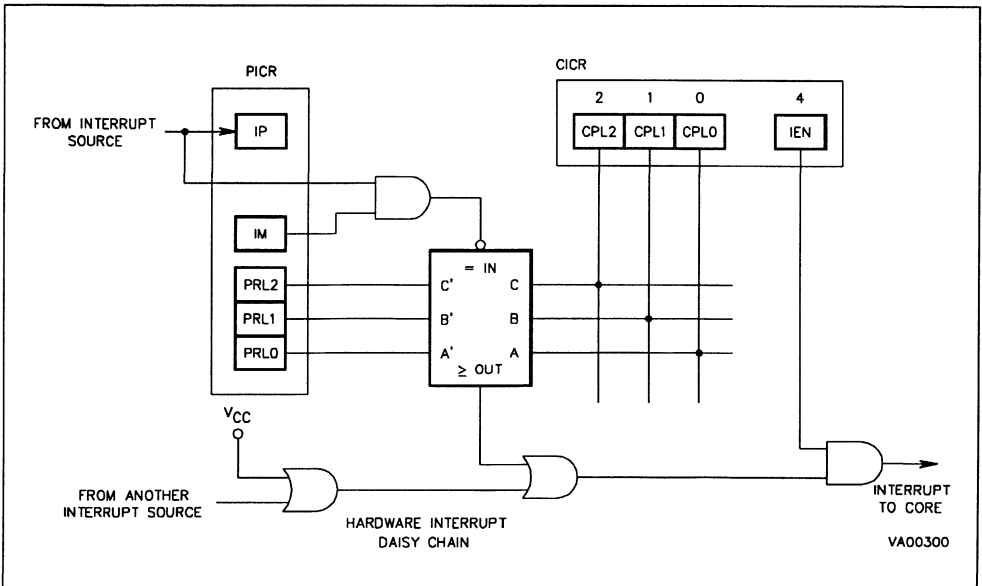 PICR
CICR
2 1 0 4
FROM INTERRUPT
SOURCE
IP
CPL2 CPL1 CPL0 IEN
IM
= IN
PRL2 C' C
PRL1 B' B
PRL0 A' A
≥ OUT
VCC
FROM ANOTHER
INTERRUPT SOURCE
HARDWARE INTERRUPT
DAISY CHAIN
INTERRUPT
TO CORE
VA00300